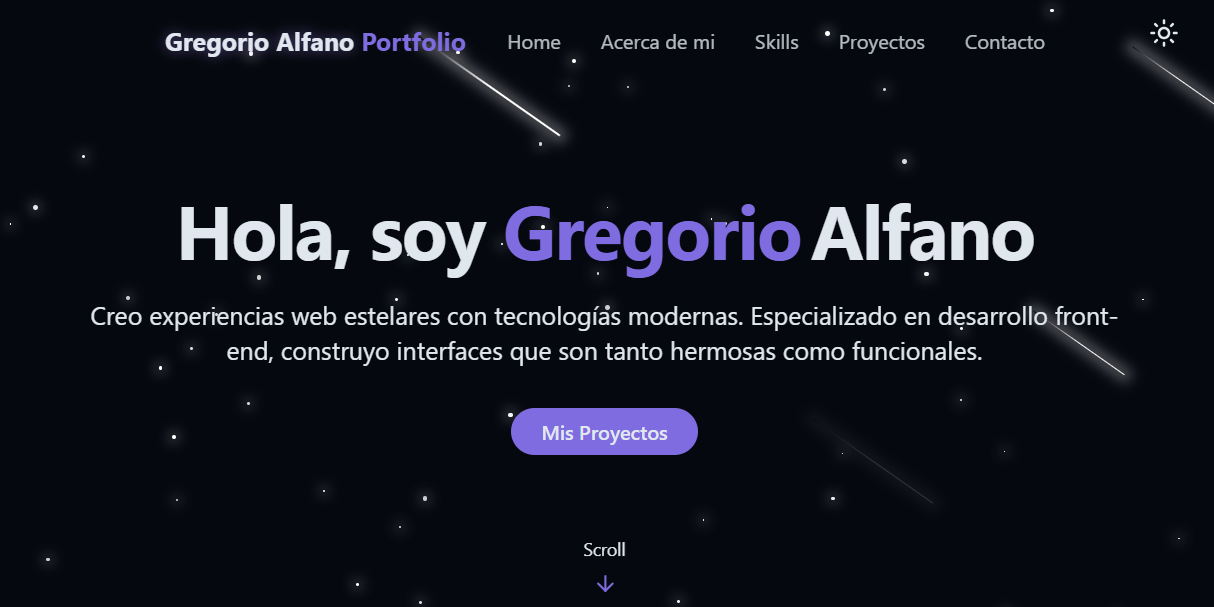 Gregorio Alfano Portfolio Home Acerca de mi Skills Proyectos Contacto
Hola, soy Gregorio Alfano
Creo experiencias web estelares con tecnologías modernas. Especializado en desarrollo front-
end, construyo interfaces que son tanto hermosas como funcionales.
Mis Proyectos
Scroll